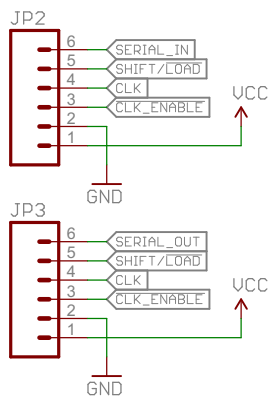 JP2
6 SERIAL_IN
5 SHIFT/LOAD
4 CLK
3 CLK_ENABLE
2
1
VCC
GND
JP3
6 SERIAL_OUT
5 SHIFT/LOAD
4 CLK
3 CLK_ENABLE
2
1
VCC
GND